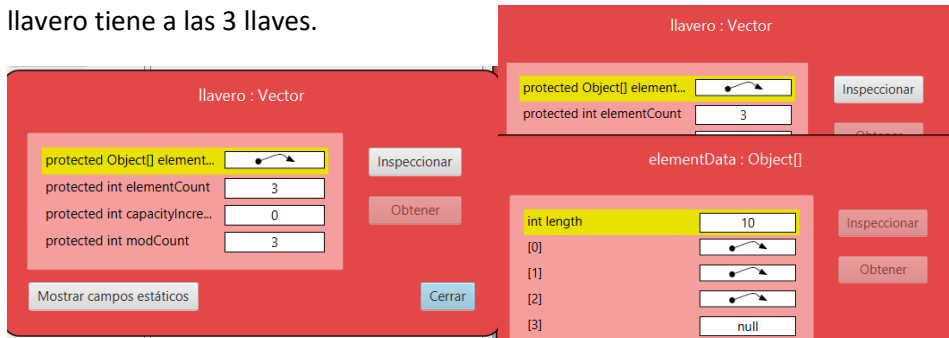 llavero tiene a las 3 llaves.
llavero : Vector
protected Object[] element...
protected int elementCount 3
protected int capacityIncre... 0
protected int modCount 3
Inspeccionar
Obtener
Mostrar campos estáticos
Cerrar
llavero : Vector
protected Object[] element...
protected int elementCount 3
Inspeccionar
elementData : Object[]
int length 10
[0]
[1]
[2]
[3] null
Inspeccionar
Obtener